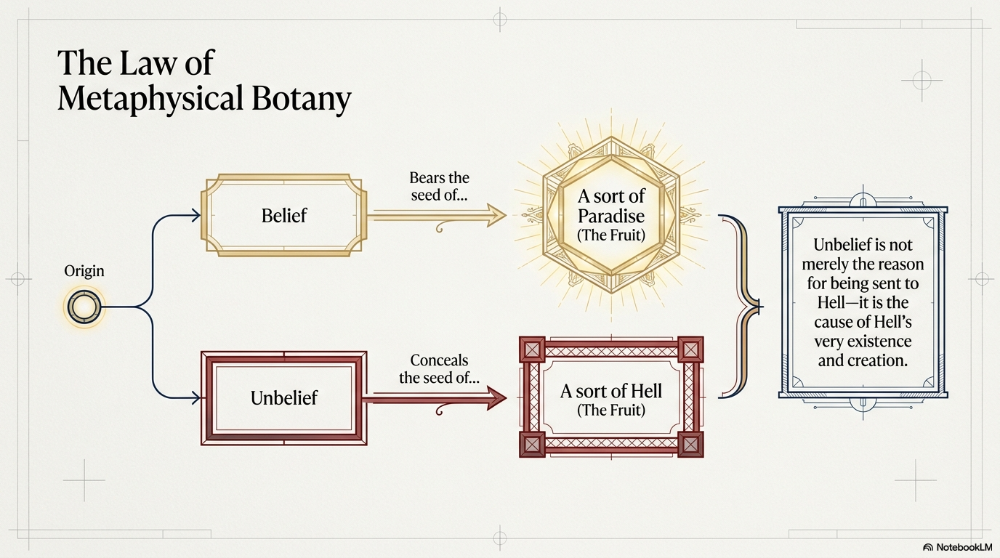 The Law of
Metaphysical Botany
Origin
Belief
Bears the
seed of...
A sort of
Paradise
(The Fruit)
Unbelief
Conceals
the seed of...
A sort of Hell
(The Fruit)
Unbelief is not
merely the reason
for being sent to
Hell—it is the
cause of Hell's
very existence
and creation.
NotebookLM